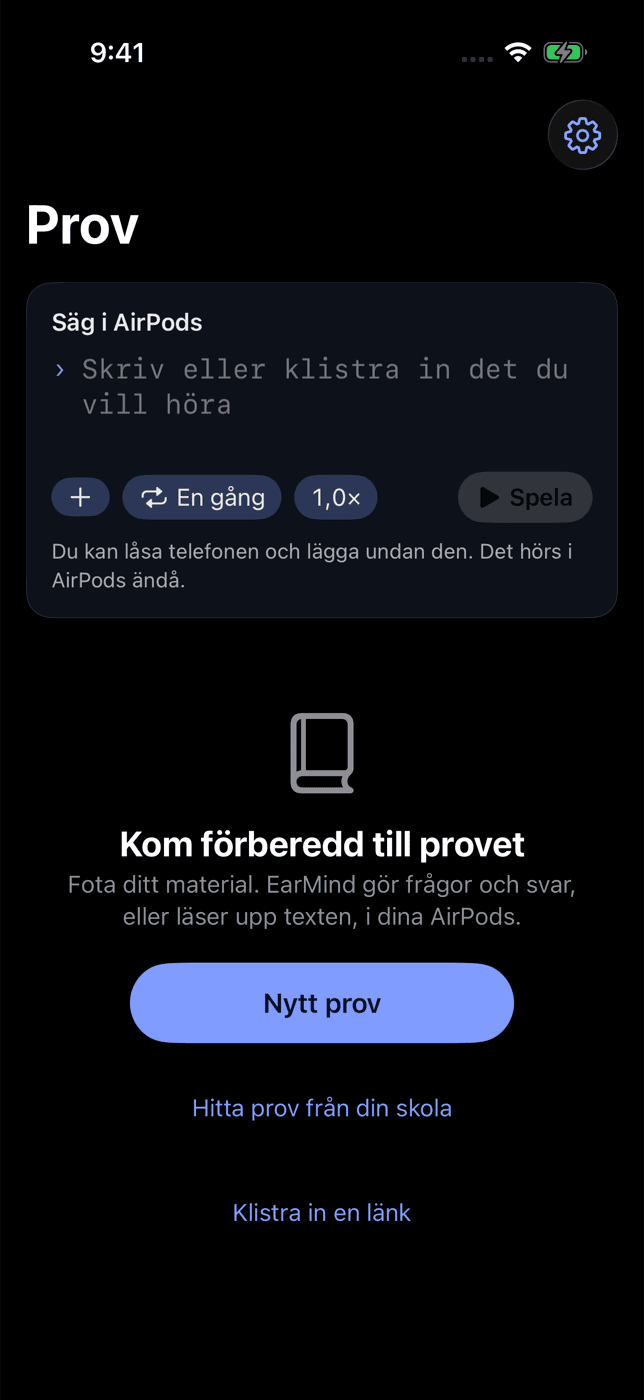 9:41
Prov
Säg i AirPods
› Skriv eller klistra in det du
vill höra
En gång
1,0×
Spela
Du kan låsa telefonen och lägga undan den. Det hörs i
AirPods ändå.
Kom förberedd till provet
Fota ditt material. EarMind gör frågor och svar,
eller läser upp texten, i dina AirPods.
Nytt prov
Hitta prov från din skola
Klistra in en länk